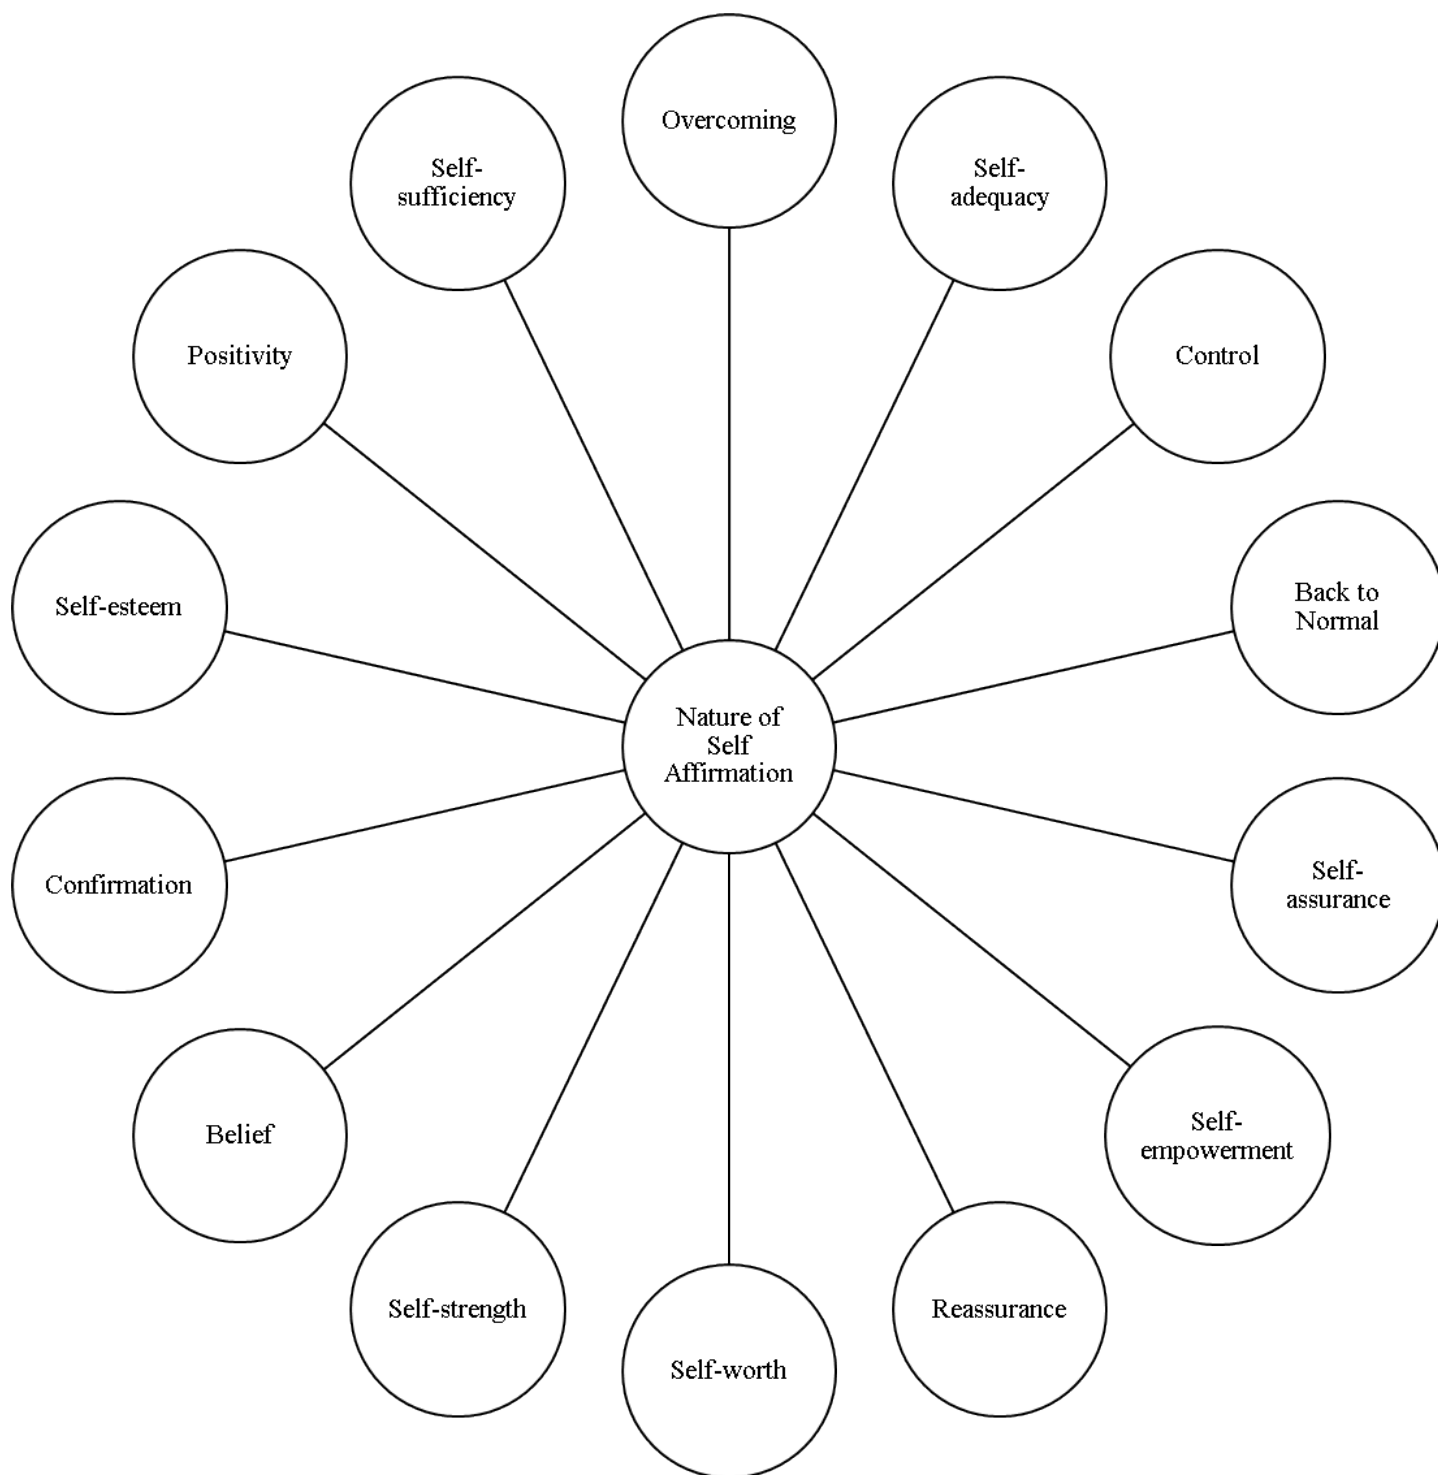 Overcoming
Self-
sufficiency
Self-
adequacy
Positivity
Control
Self-esteem
Back to
Normal
Nature of
Self
Affirmation
Confirmation
Self-
assurance
Belief
Self-
empowerment
Self-strength
Reassurance
Self-worth